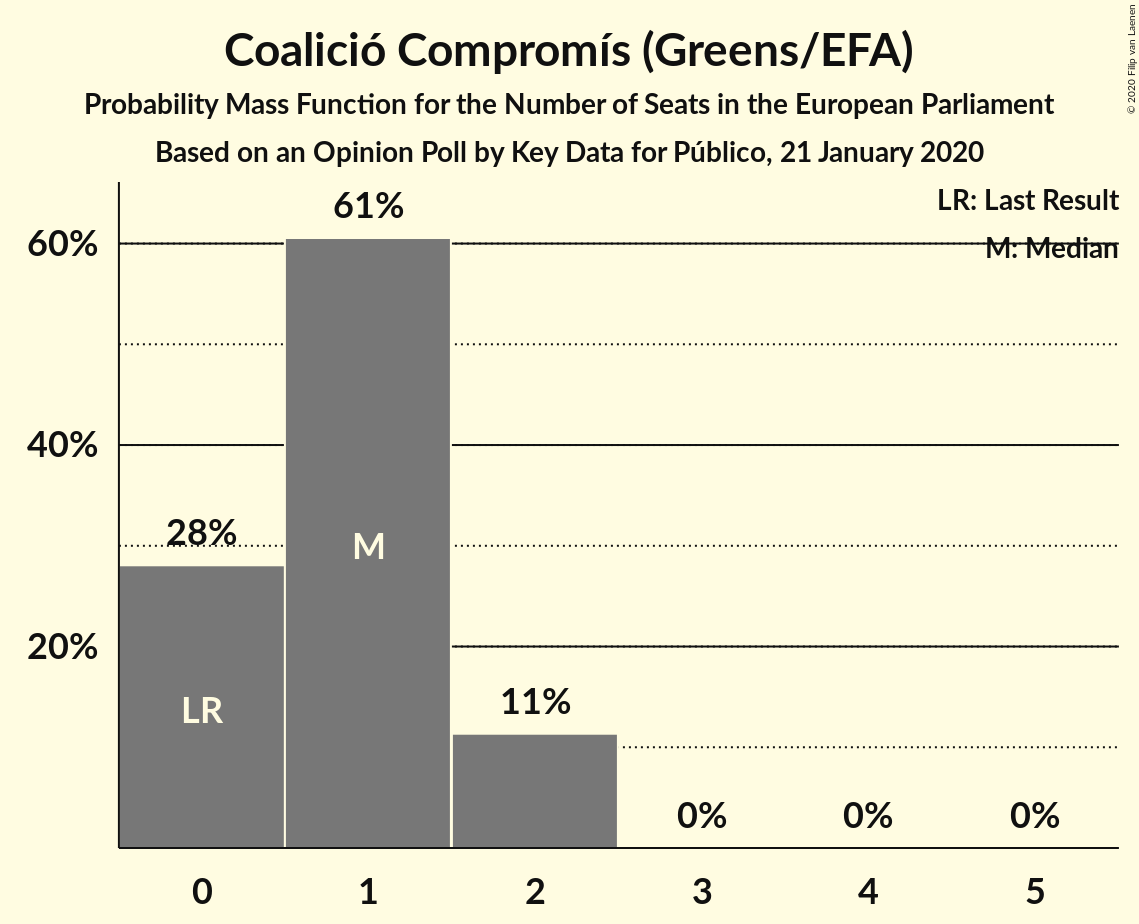 Coalició Compromís (Greens/EFA)
Probability Mass Function for the Number of Seats in the European Parliament
Based on an Opinion Poll by Key Data for Público, 21 January 2020
© 2020 Filip van Laenen
LR: Last Result
M: Median
61%
60%
40%
28%
M
20%
LR
11%
0%
0%
0%
0
1
2
3
4
5